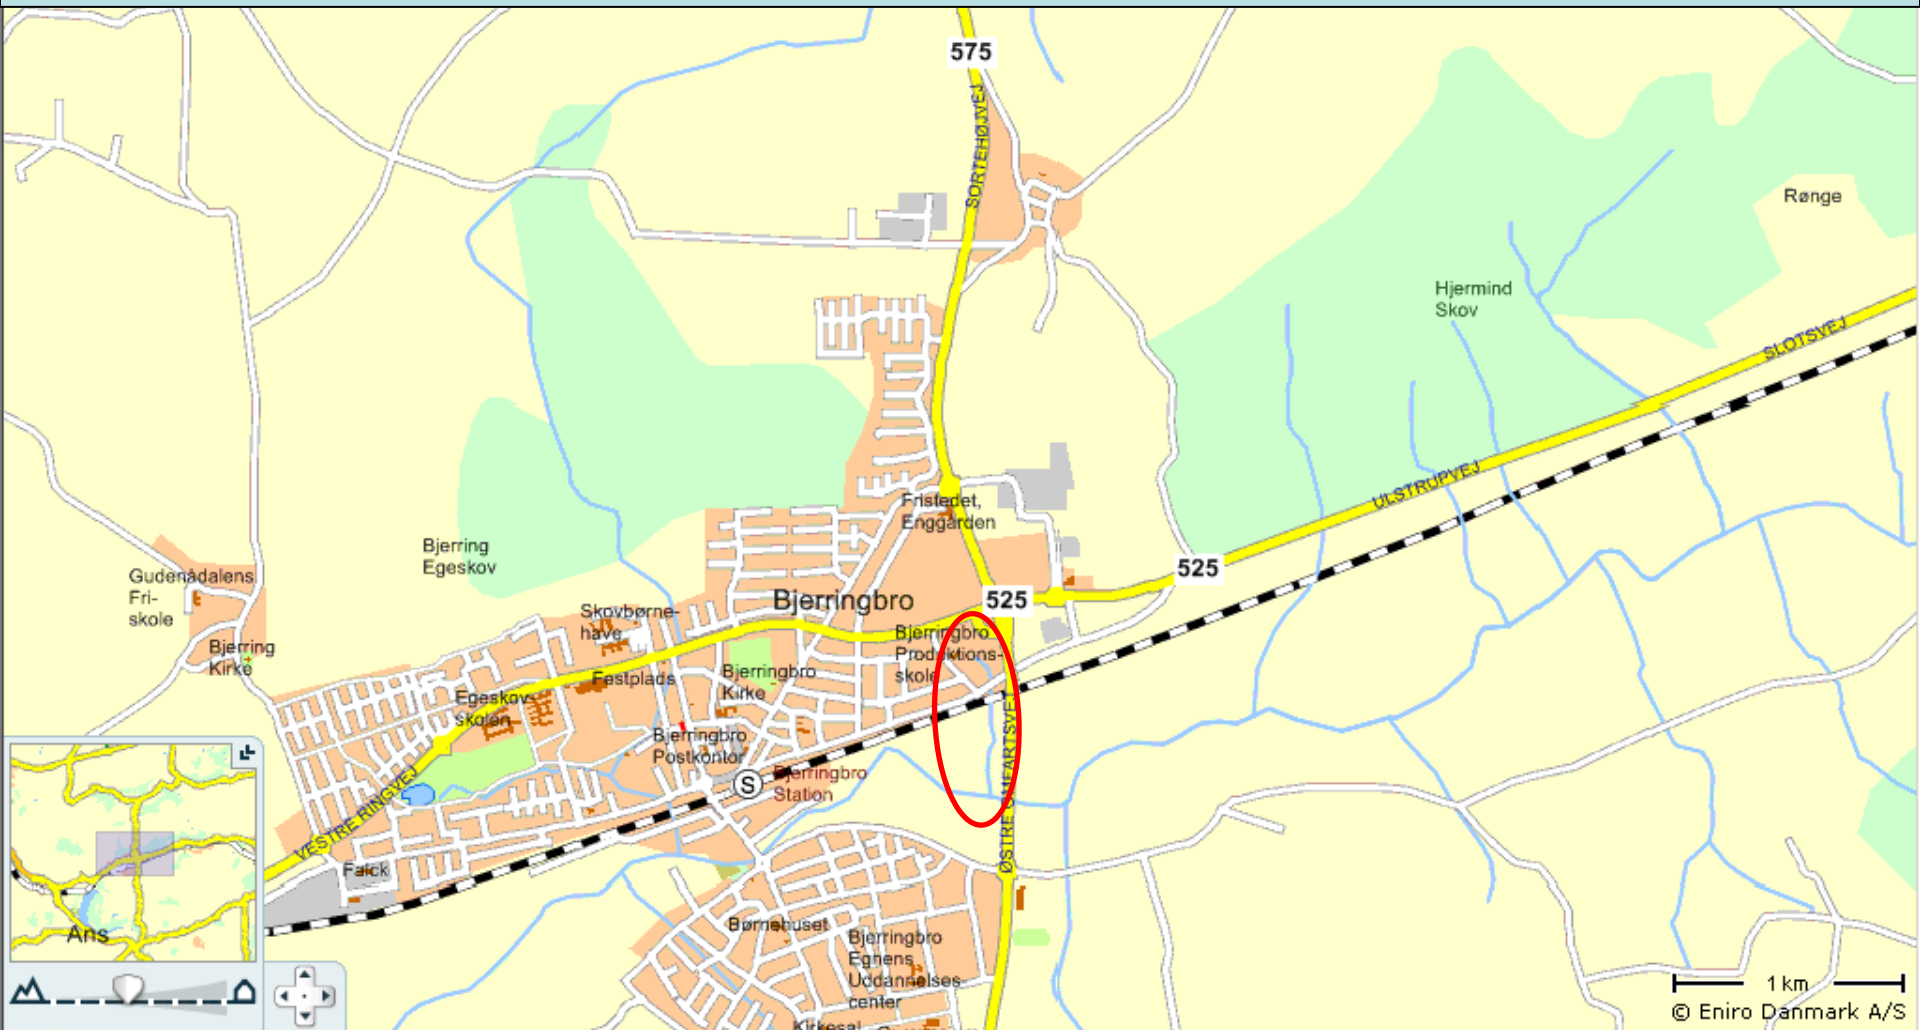 575
SORTEHØJVEJ
Rønge
Hjermind
Skov
SLOTSVEJ
ULSTRUPVEJ
Fristedet,
Enggården
525
Bjerring
Egeskov
Gudenådalens
Fri-
skole
Bjerringbro
525
Skovbørne-
have
Bjerringbro
Produktions-
skole
Bjerring
Kirke
Festplads
Bjerringbro
Kirke
Egeskov-
skolen
Bjerringbro
Postkontor
S
Bjerringbro
Station
ØSTRE OMFARTSVEJ
VESTRE RINGVEJ
Falck
Børnehuset
Bjerringbro
Egnens
Uddannelses-
center
Kirkesal
Ans
1 km
© Eniro Danmark A/S